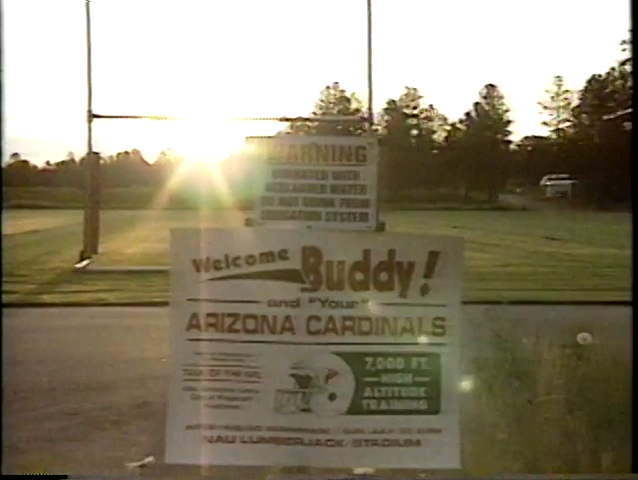 WARNING
IRRIGATED WITH
RECLAIMED WATER
DO NOT DRINK FROM
IRRIGATION SYSTEM
Welcome Buddy!
and "Your"
ARIZONA CARDINALS
7,000 FT.
HIGH
ALTITUDE
TRAINING
NAU LUMBERJACK STADIUM